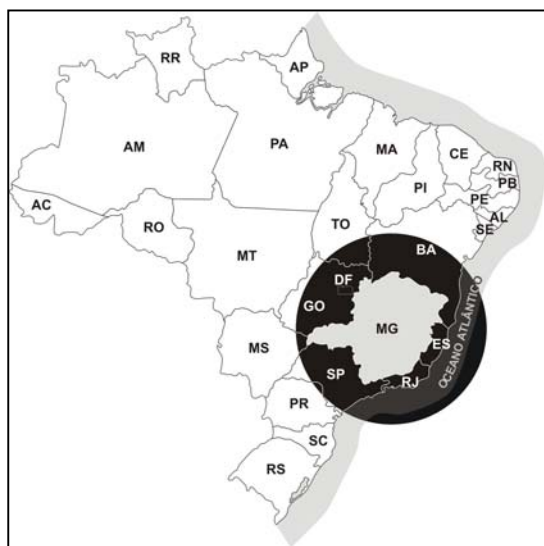 RR
AP
AM
PA
MA
CE
RN
PB
PI
PE
AL
SE
AC
RO
TO
BA
MT
DF
GO
MG
ES
MS
SP
RJ
OCEANO ATLÂNTICO
PR
SC
RS